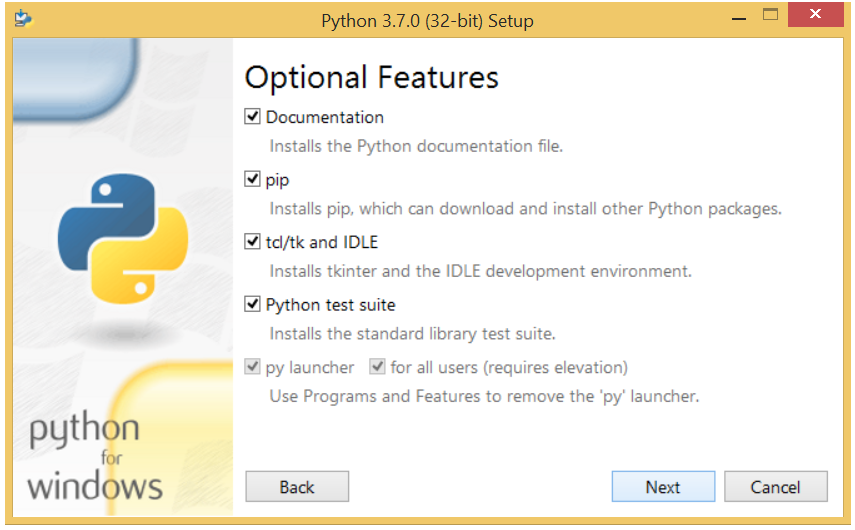 Python 3.7.0 (32-bit) Setup
Optional Features
Documentation
Installs the Python documentation file.
pip
Installs pip, which can download and install other Python packages.
tcl/tk and IDLE
Installs tkinter and the IDLE development environment.
Python test suite
Installs the standard library test suite.
py launcher for all users (requires elevation)
Use Programs and Features to remove the 'py' launcher.
python
for
windows
Back Next Cancel